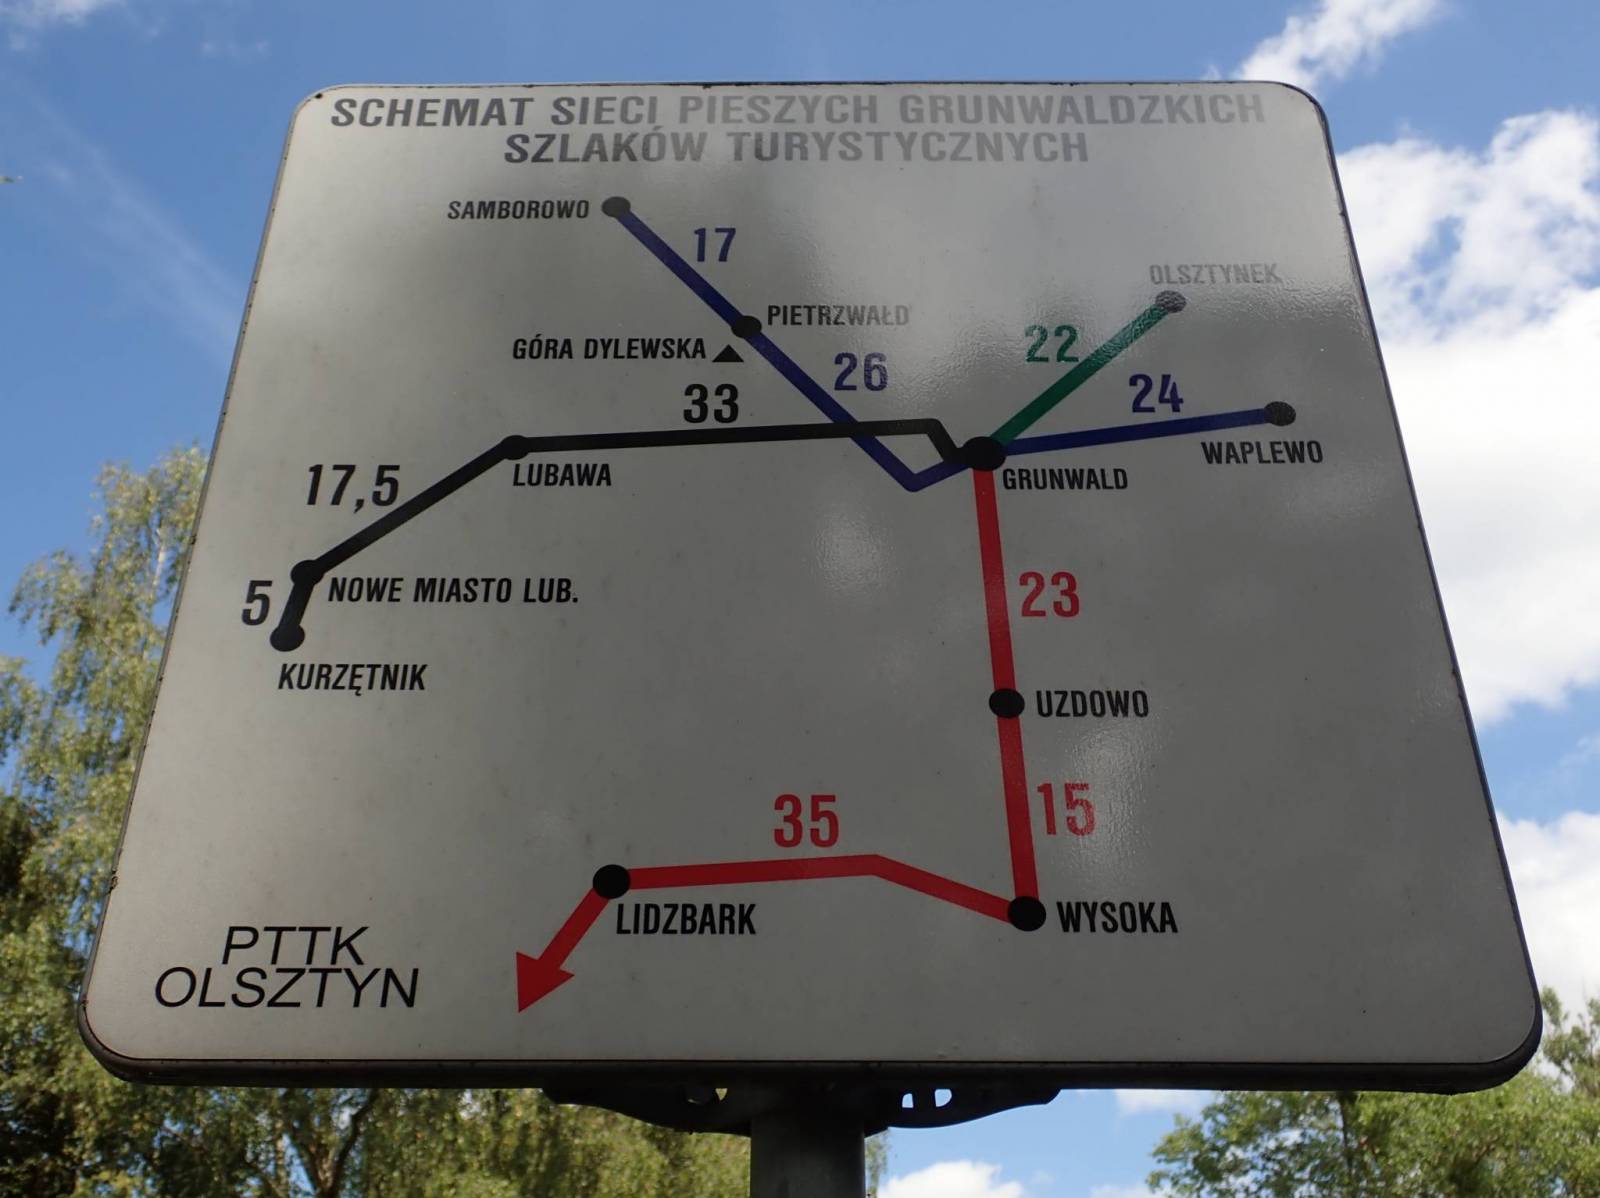 SCHEMAT SIECI PIESZYCH GRUNWALDZKICH
SZLAKÓW TURYSTYCZNYCH
SAMBOROWO
17
OLSZTYNEK
PIETRZWAŁD
GÓRA DYLEWSKA
22
26
24
33
WAPLEWO
LUBAWA
GRUNWALD
17,5
NOWE MIASTO LUB.
5
23
KURZĘTNIK
UZDOWO
15
35
LIDZBARK
WYSOKA
PTTK
OLSZTYN